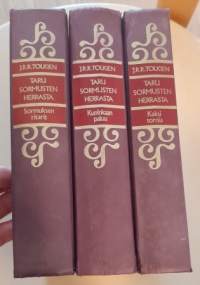 J.R.R. TOLKIEN
TARU
SORMUSTEN
HERRASTA
Sormuksen
ritarit
J.R.R. TOLKIEN
TARU
SORMUSTEN
HERRASTA
Kuninkaan
paluu
J.R.R. TOLKIEN
TARU
SORMUSTEN
HERRASTA
Kaksi
tornia